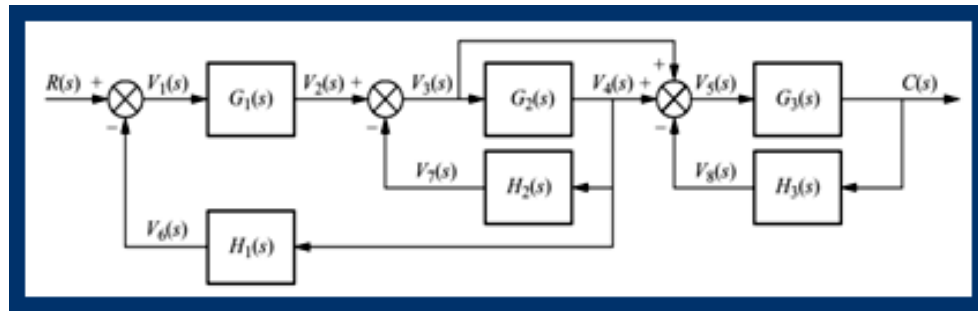 R(s) + V₁(s) G₁(s) V₂(s) + V₃(s) G₂(s) V₄(s) + + V₅(s) G₃(s) C(s)
− − −
V₇(s) H₂(s) V₈(s) H₃(s)
V₆(s) H₁(s)